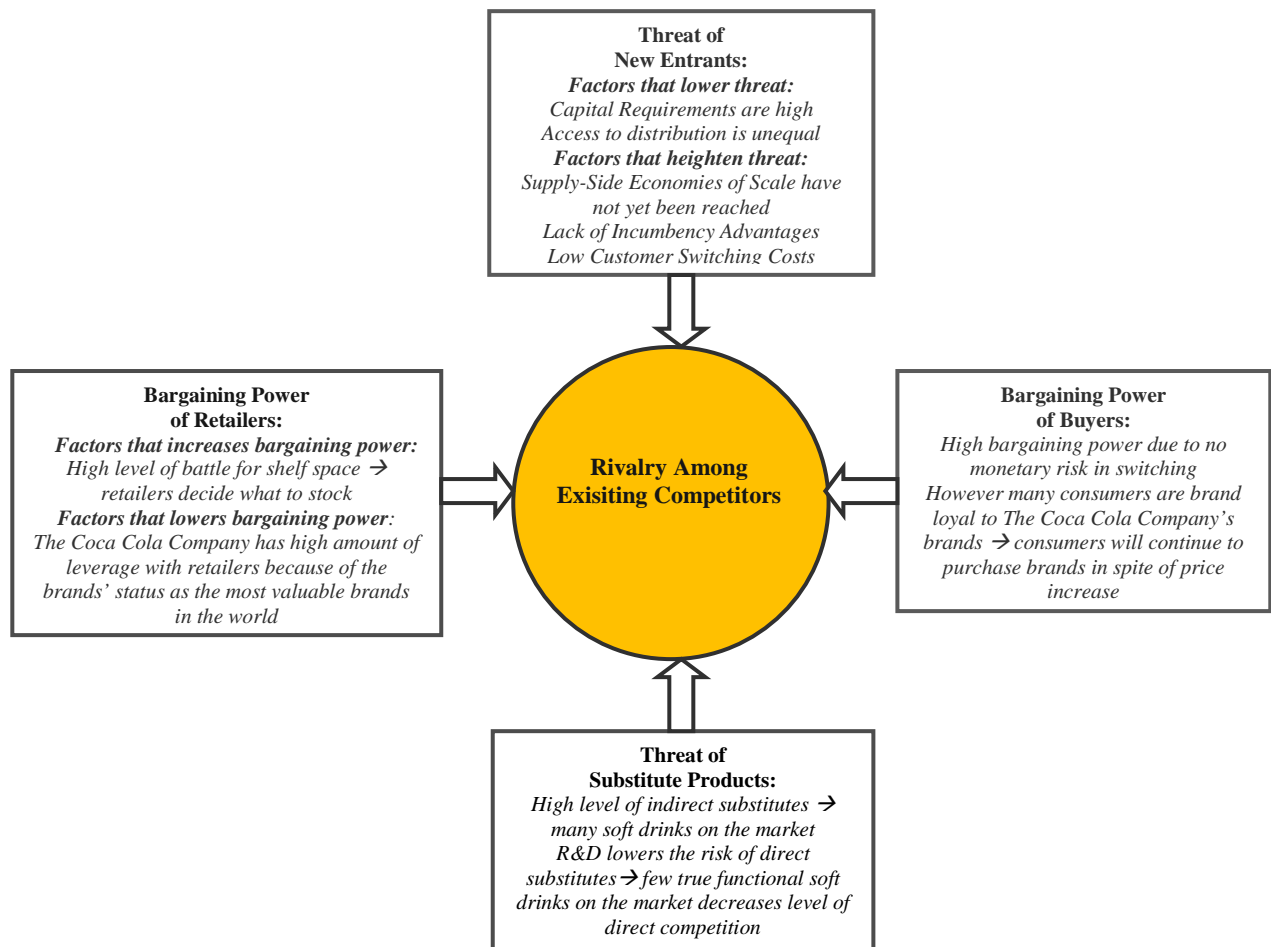 Threat of
New Entrants:
Factors that lower threat:
Capital Requirements are high
Access to distribution is unequal
Factors that heighten threat:
Supply-Side Economies of Scale have
not yet been reached
Lack of Incumbency Advantages
Low Customer Switching Costs
Bargaining Power
of Retailers:
Factors that increases bargaining power:
High level of battle for shelf space →
retailers decide what to stock
Factors that lowers bargaining power:
The Coca Cola Company has high amount of
leverage with retailers because of the
brands’ status as the most valuable brands
in the world
Rivalry Among
Exisiting Competitors
Bargaining Power
of Buyers:
High bargaining power due to no
monetary risk in switching
However many consumers are brand
loyal to The Coca Cola Company’s
brands → consumers will continue to
purchase brands in spite of price
increase
Threat of
Substitute Products:
High level of indirect substitutes →
many soft drinks on the market
R&D lowers the risk of direct
substitutes→ few true functional soft
drinks on the market decreases level of
direct competition